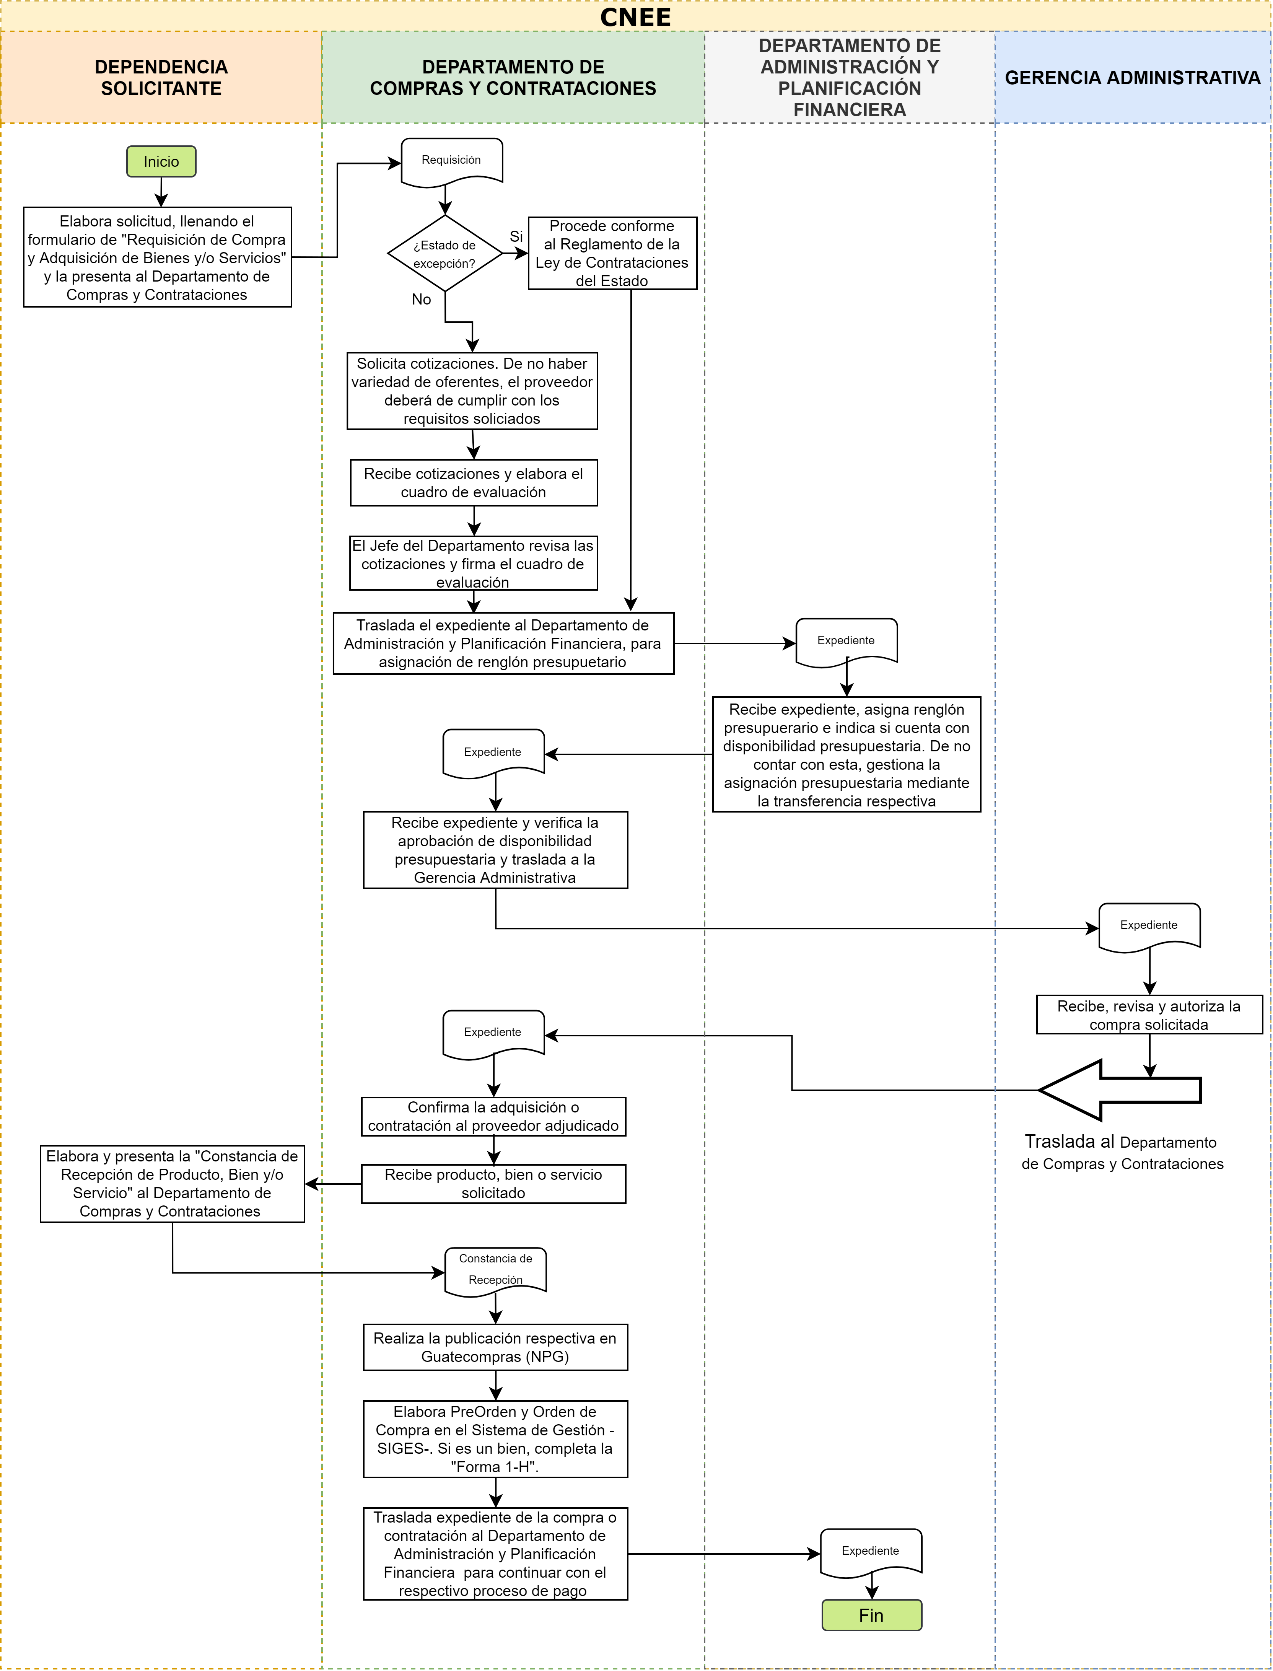 CNEE
DEPENDENCIA
SOLICITANTE
DEPARTAMENTO DE
COMPRAS Y CONTRATACIONES
DEPARTAMENTO DE
ADMINISTRACIÓN Y
PLANIFICACIÓN
FINANCIERA
GERENCIA ADMINISTRATIVA
Inicio
Elabora solicitud, llenando el
formulario de "Requisición de Compra
y Adquisición de Bienes y/o Servicios"
y la presenta al Departamento de
Compras y Contrataciones
Requisición
¿Estado de
excepción?
Si
No
Procede conforme
al Reglamento de la
Ley de Contrataciones
del Estado
Solicita cotizaciones. De no haber
variedad de oferentes, el proveedor
deberá de cumplir con los
requisitos soliciados
Recibe cotizaciones y elabora el
cuadro de evaluación
El Jefe del Departamento revisa las
cotizaciones y firma el cuadro de
evaluación
Traslada el expediente al Departamento de
Administración y Planificación Financiera, para
asignación de renglón presupuetario
Expediente
Recibe expediente, asigna renglón
presupuerario e indica si cuenta con
disponibilidad presupuestaria. De no
contar con esta, gestiona la
asignación presupuestaria mediante
la transferencia respectiva
Expediente
Recibe expediente y verifica la
aprobación de disponibilidad
presupuestaria y traslada a la
Gerencia Administrativa
Expediente
Recibe, revisa y autoriza la
compra solicitada
Traslada al Departamento
de Compras y Contrataciones
Expediente
Confirma la adquisición o
contratación al proveedor adjudicado
Recibe producto, bien o servicio
solicitado
Elabora y presenta la "Constancia de
Recepción de Producto, Bien y/o
Servicio" al Departamento de
Compras y Contrataciones
Constancia de
Recepción
Realiza la publicación respectiva en
Guatecompras (NPG)
Elabora PreOrden y Orden de
Compra en el Sistema de Gestión -
SIGES-. Si es un bien, completa la
"Forma 1-H".
Traslada expediente de la compra o
contratación al Departamento de
Administración y Planificación
Financiera para continuar con el
respectivo proceso de pago
Expediente
Fin